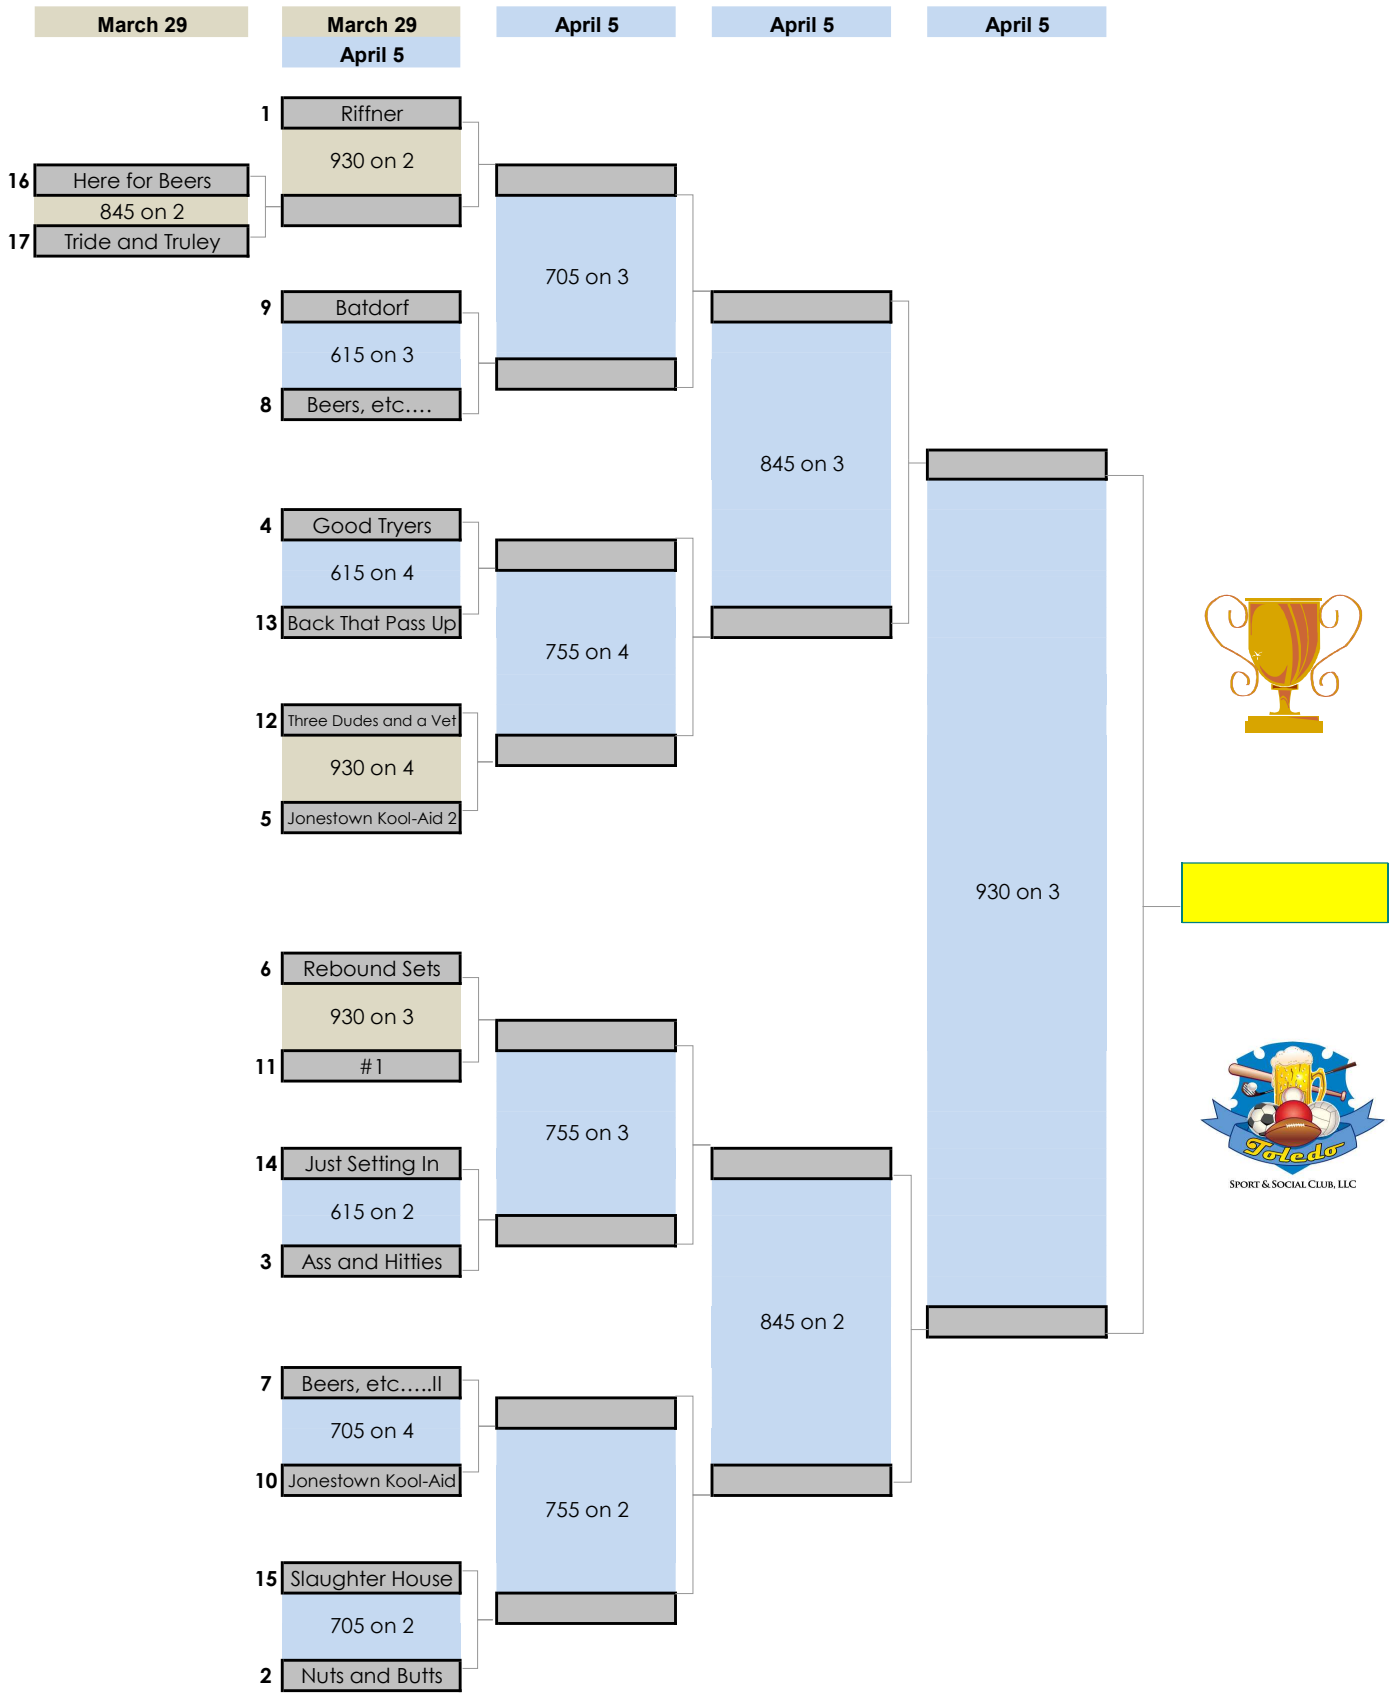 March 29
March 29
April 5
April 5
April 5
April 5
1 Riffner
930 on 2
16 Here for Beers
845 on 2
17 Tride and Truley
705 on 3
9 Batdorf
615 on 3
8 Beers, etc....
845 on 3
4 Good Tryers
615 on 4
13 Back That Pass Up
755 on 4
12 Three Dudes and a Vet
930 on 4
5 Jonestown Kool-Aid 2
930 on 3
6 Rebound Sets
930 on 3
11 #1
755 on 3
14 Just Setting In
615 on 2
3 Ass and Hitties
Toledo
SPORT & SOCIAL CLUB, LLC
845 on 2
7 Beers, etc.....II
705 on 4
10 Jonestown Kool-Aid
755 on 2
15 Slaughter House
705 on 2
2 Nuts and Butts